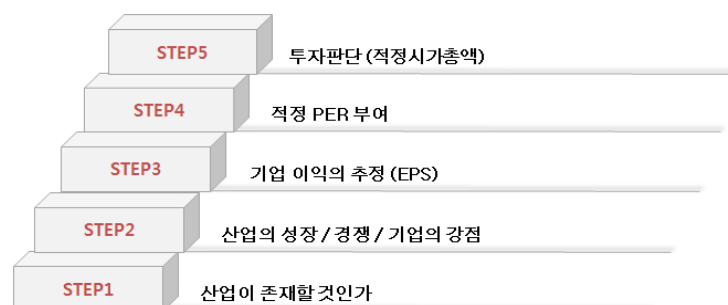 STEP5 투자판단 (적정시가총액)
STEP4 적정 PER 부여
STEP3 기업 이익의 추정 (EPS)
STEP2 산업의 성장 / 경쟁 / 기업의 강점
STEP1 산업이 존재할것인가